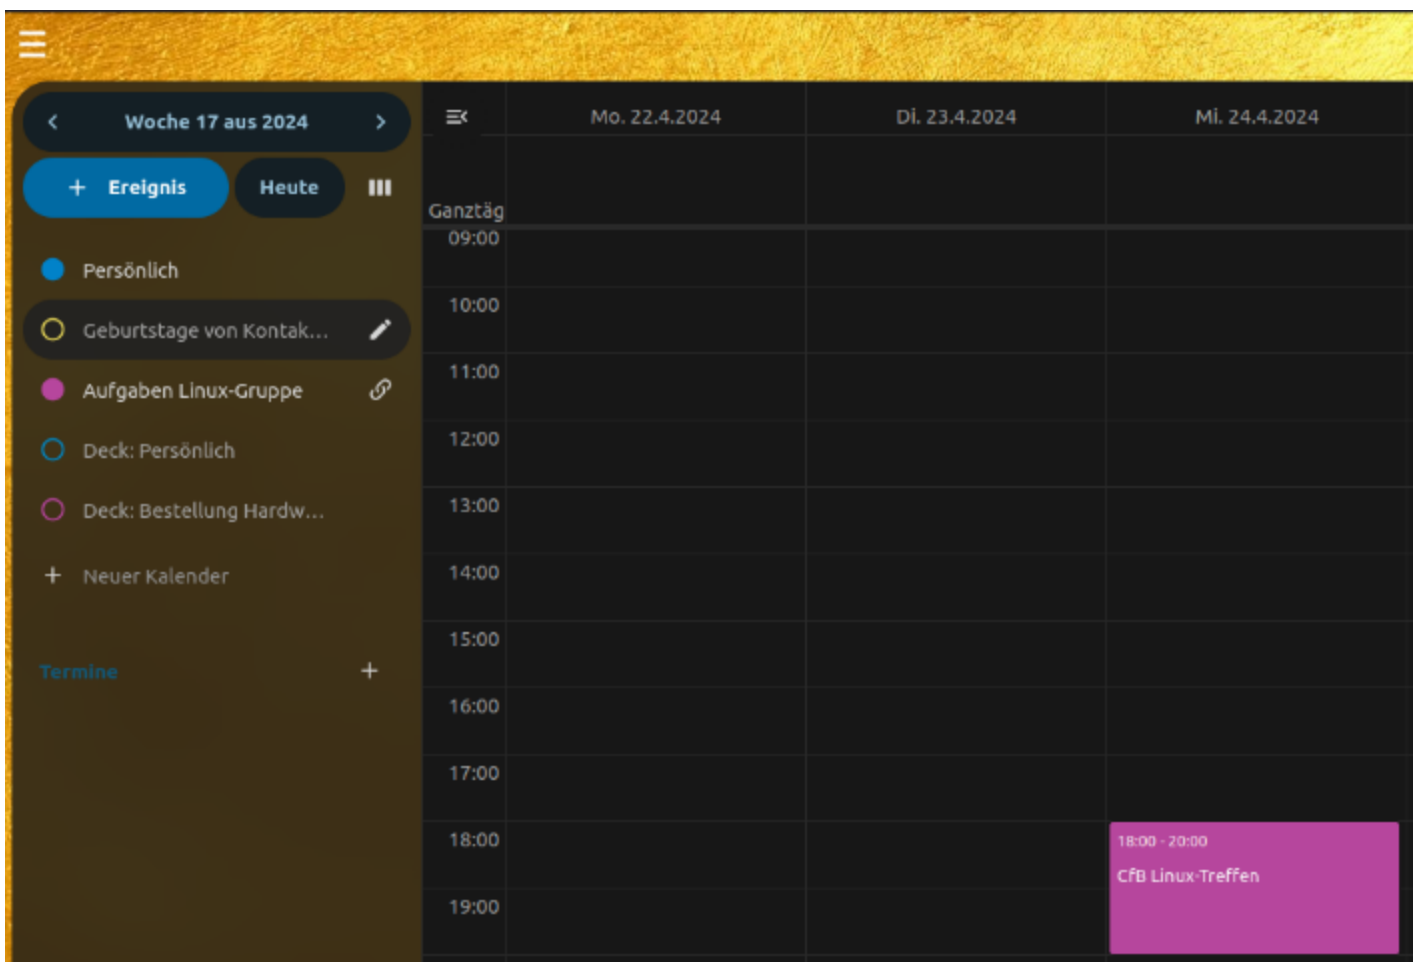 Woche 17 aus 2024
+ Ereignis
Heute
Persönlich
Geburtstage von Kontak...
Aufgaben Linux-Gruppe
Deck: Persönlich
Deck: Bestellung Hardw...
+ Neuer Kalender
Termine +
Mo. 22.4.2024
Di. 23.4.2024
Mi. 24.4.2024
Ganztäg
09:00
10:00
11:00
12:00
13:00
14:00
15:00
16:00
17:00
18:00
19:00
18:00 - 20:00
CfB Linux-Treffen